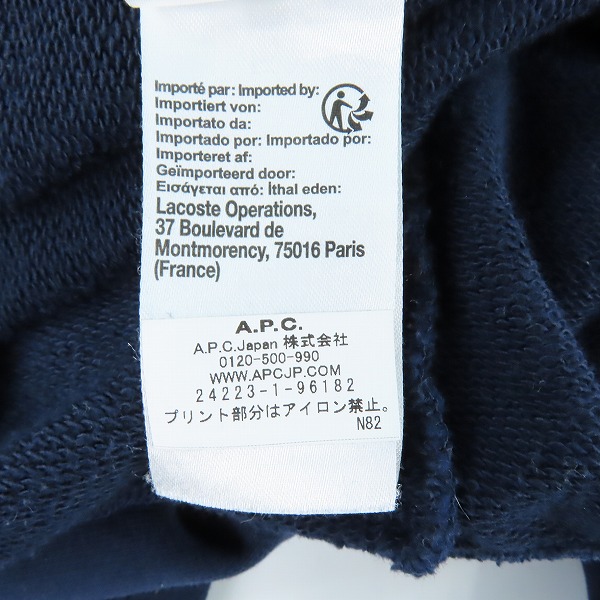 Importé par: Imported by:
Importiert von:
Importato da:
Importado por: Importado por:
Importeret af:
Geïmporteerd door:
Εισάγεται από: Ithal eden:
Lacoste Operations,
37 Boulevard de
Montmorency, 75016 Paris
(France)
A.P.C.
A.P.C.Japan 株式会社
0120-500-990
WWW.APCJP.COM
24223-1-96182
プリント部分はアイロン禁止。
N82